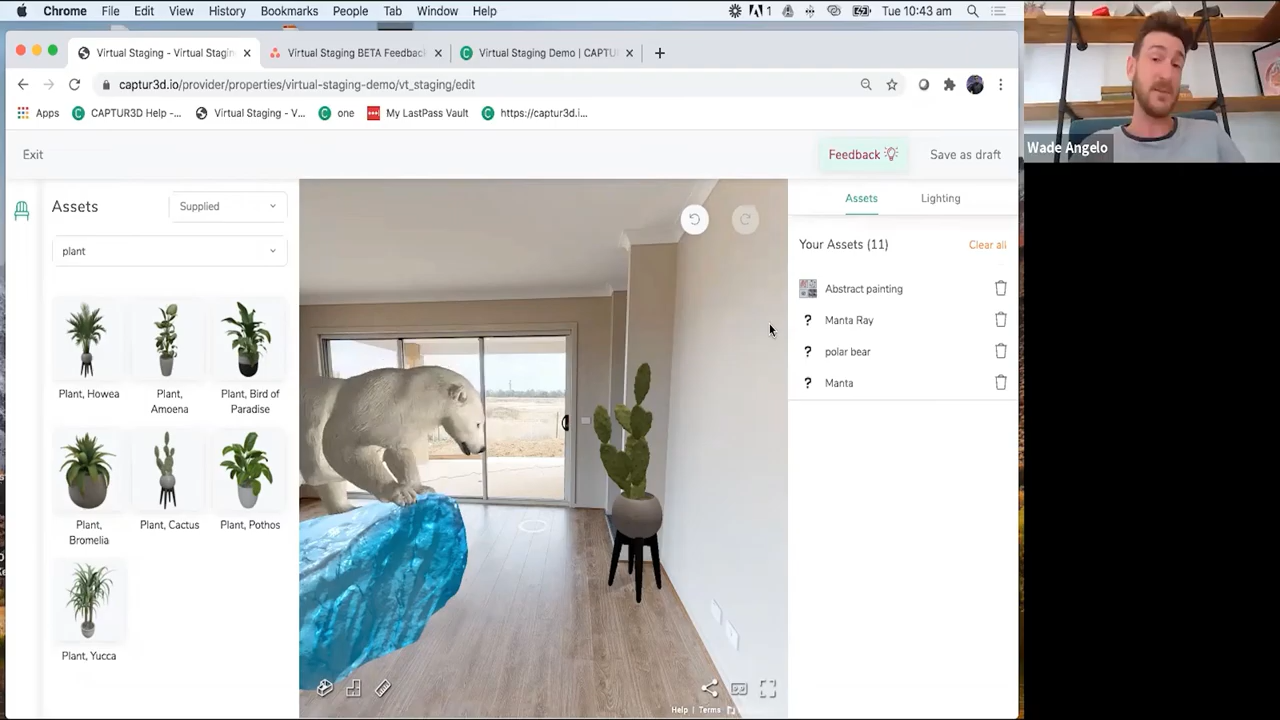 Chrome File Edit View History Bookmarks People Tab Window Help
1 Tue 10:43 am
Virtual Staging - Virtual Stagin
Virtual Staging BETA Feedback
Virtual Staging Demo | CAPTU
captur3d.io/provider/properties/virtual-staging-demo/vt_staging/edit
Apps CAPTUR3D Help -... Virtual Staging - V... one My LastPass Vault https://captur3d.i...
Wade Angelo
Exit
Feedback
Save as draft
Assets
Supplied
plant
Plant, Howea
Plant, Amoena
Plant, Bird of Paradise
Plant, Bromelia
Plant, Cactus
Plant, Pothos
Plant, Yucca
Help | Terms
Assets Lighting
Your Assets (11) Clear all
Abstract painting
? Manta Ray
? polar bear
? Manta